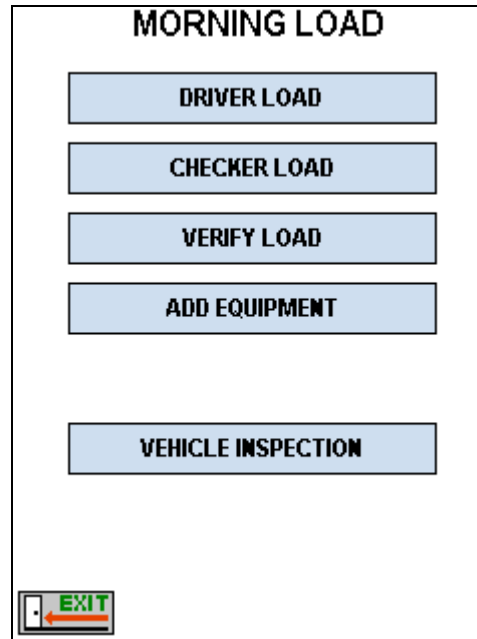 MORNING LOAD
DRIVER LOAD
CHECKER LOAD
VERIFY LOAD
ADD EQUIPMENT
VEHICLE INSPECTION
EXIT